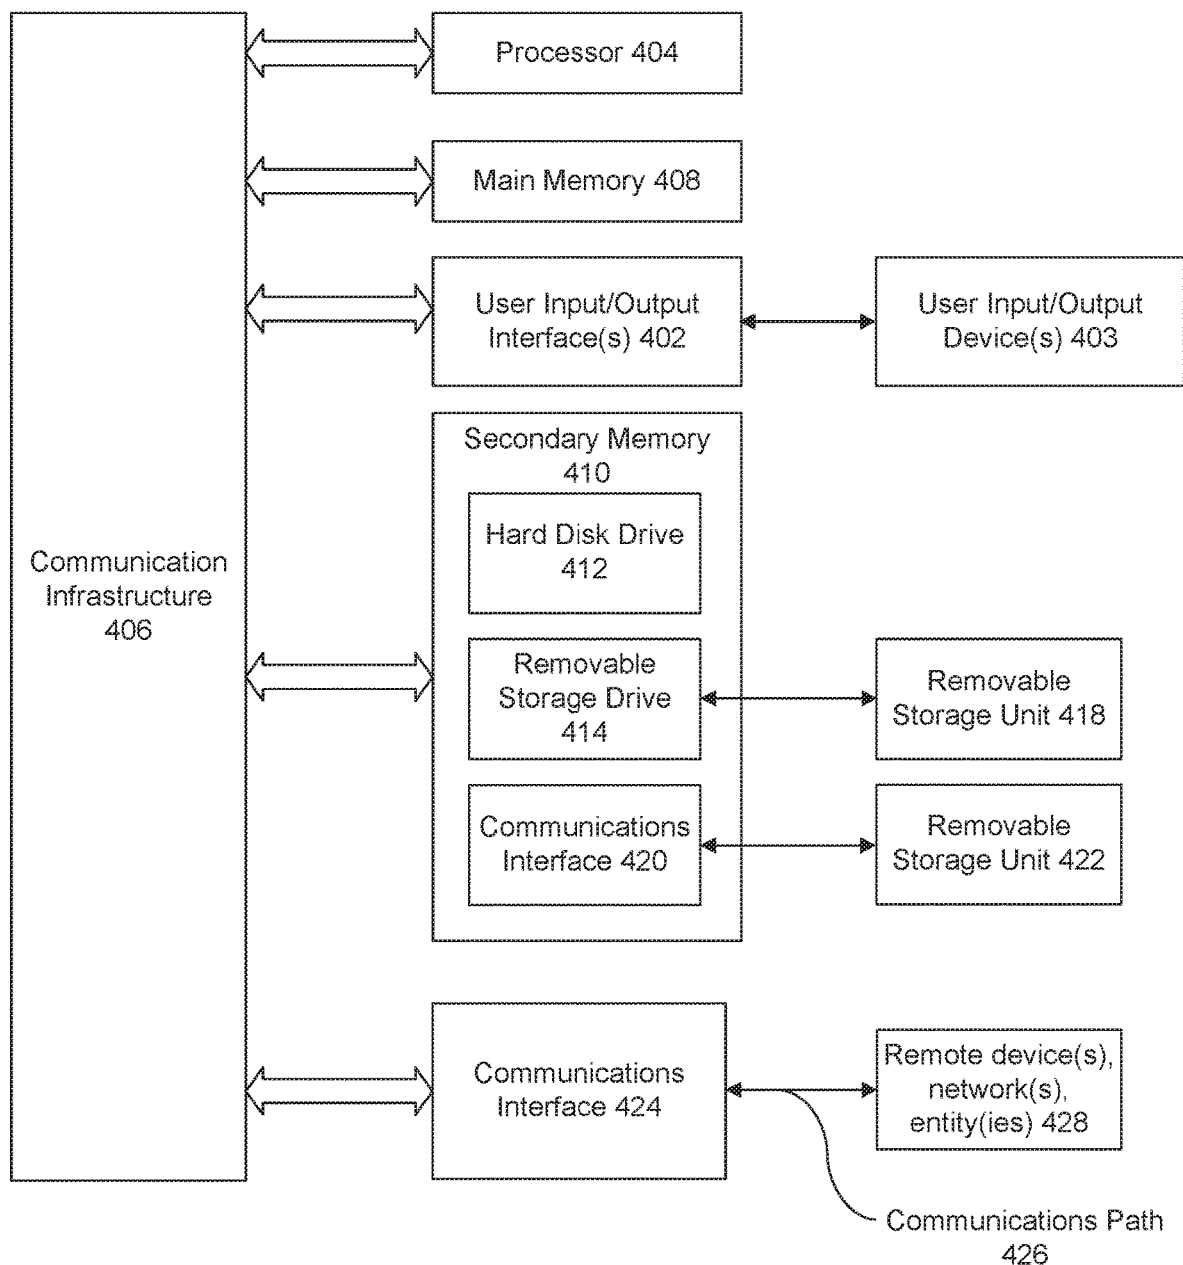 Processor 404
Main Memory 408
User Input/Output
Interface(s) 402
User Input/Output
Device(s) 403
Secondary Memory
410
Hard Disk Drive
412
Communication
Infrastructure
406
Removable
Storage Drive
414
Removable
Storage Unit 418
Communications
Interface 420
Removable
Storage Unit 422
Communications
Interface 424
Remote device(s),
network(s),
entity(ies) 428
Communications Path
426